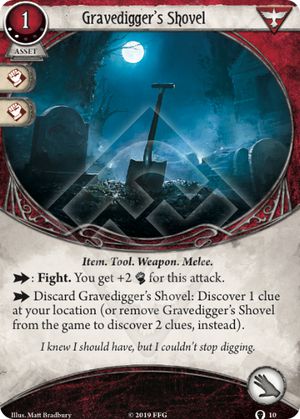 1
Gravedigger's Shovel
ASSET
Item. Tool. Weapon. Melee.
: Fight. You get +2 for this attack.
Discard Gravedigger's Shovel: Discover 1 clue
at your location (or remove Gravedigger's Shovel
from the game to discover 2 clues, instead).
I knew I should have, but I couldn't stop digging.
Illus. Matt Bradbury
© 2019 FFG
10